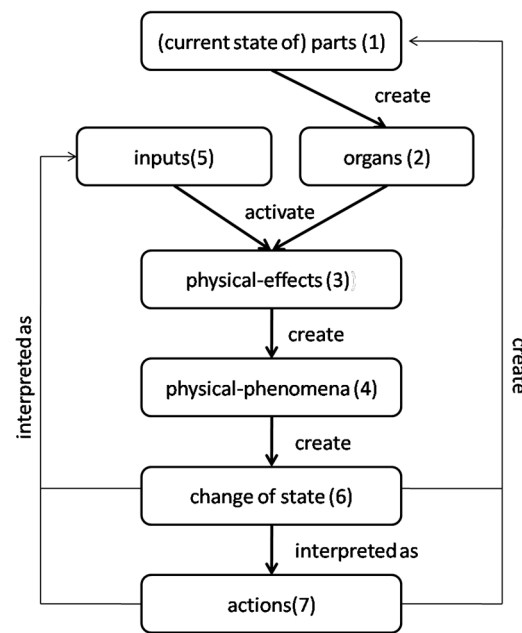 (current state of) parts (1)
create
inputs(5)
organs (2)
activate
physical-effects (3)
create
physical-phenomena (4)
create
change of state (6)
interpreted as
actions(7)
interpreted as
create